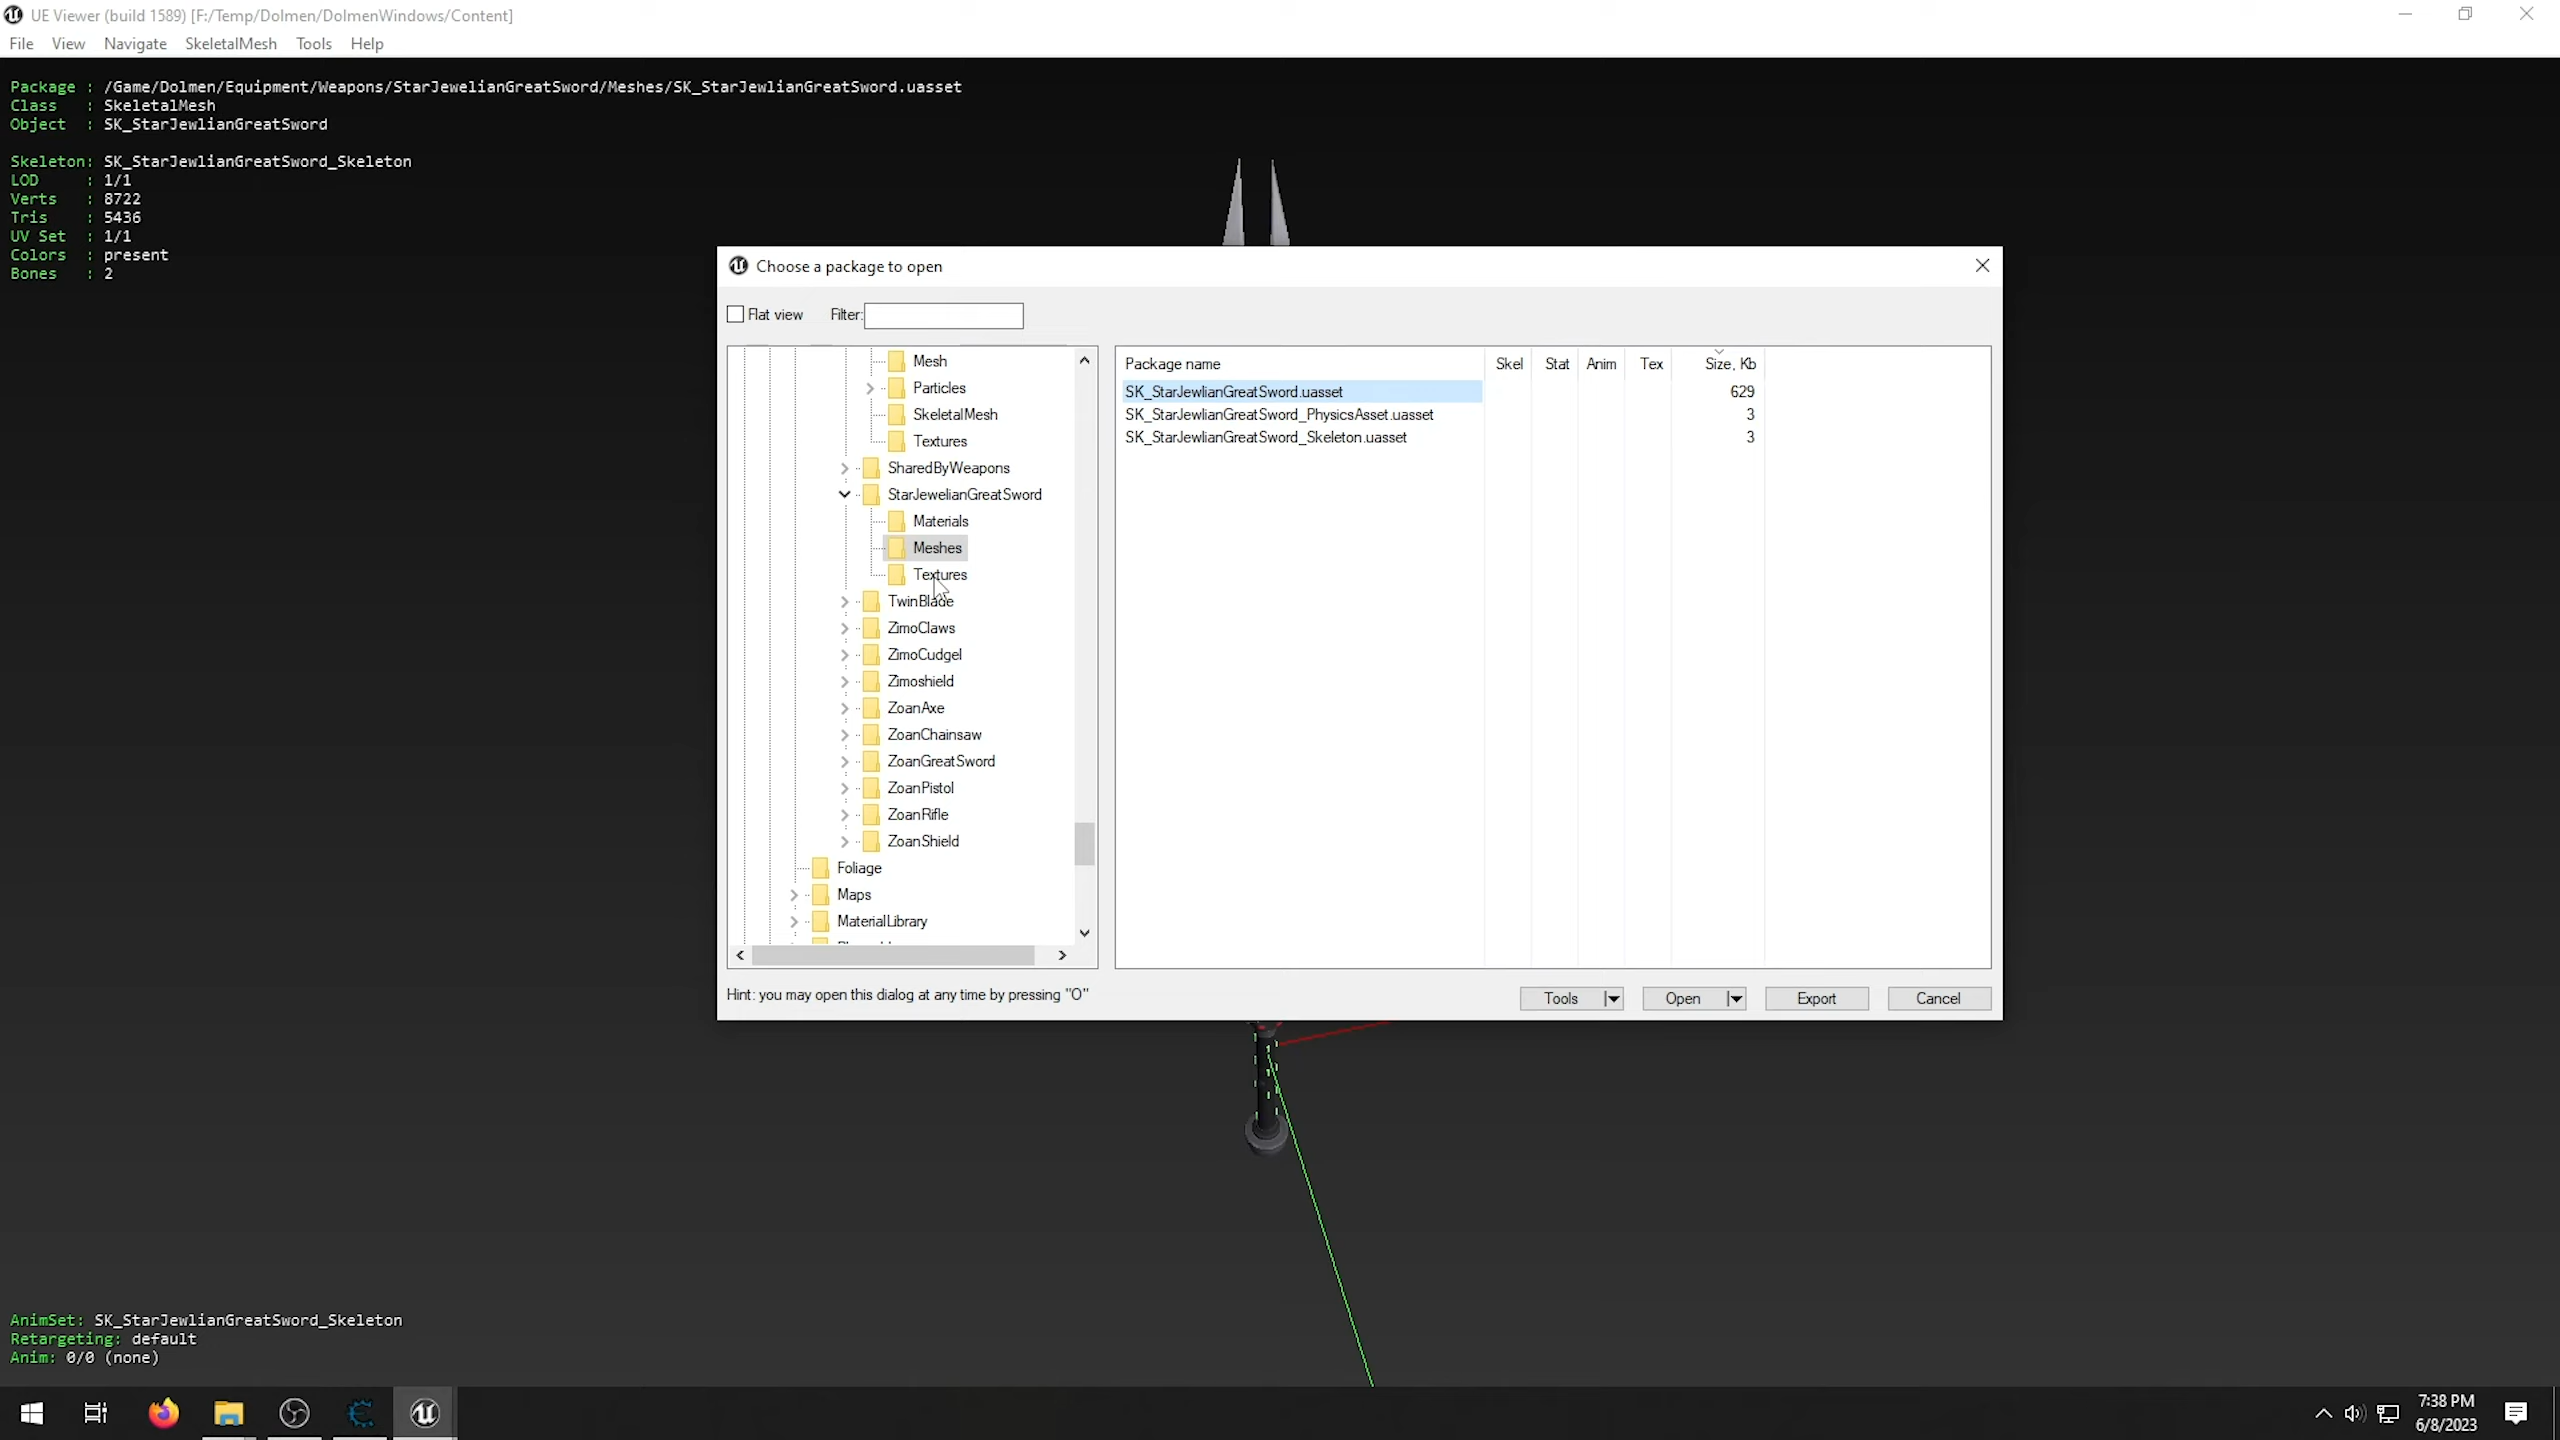 UE Viewer (build 1589) [F:/Temp/Dolmen/DolmenWindows/Content]
File View Navigate SkeletalMesh Tools Help
Package : /Game/Dolmen/Equipment/Weapons/StarJewelianGreatSword/Meshes/SK_StarJewlianGreatSword.uasset
Class : SkeletalMesh
Object : SK_StarJewlianGreatSword
Skeleton: SK_StarJewlianGreatSword_Skeleton
LOD : 1/1
Verts : 8722
Tris : 5436
UV Set : 1/1
Colors : present
Bones : 2
Choose a package to open
Flat view Filter:
Mesh
Particles
SkeletalMesh
Textures
SharedByWeapons
StarJewelianGreatSword
Materials
Meshes
Textures
TwinBlade
ZimoClaws
ZimoCudgel
Zimoshield
ZoanAxe
ZoanChainsaw
ZoanGreatSword
ZoanPistol
ZoanRifle
ZoanShield
Foliage
Maps
MaterialLibrary
Package name Skel Stat Anim Tex Size, Kb
SK_StarJewlianGreatSword.uasset 629
SK_StarJewlianGreatSword_PhysicsAsset.uasset 3
SK_StarJewlianGreatSword_Skeleton.uasset 3
Hint: you may open this dialog at any time by pressing "O"
Tools Open Export Cancel
AnimSet: SK_StarJewlianGreatSword_Skeleton
Retargeting: default
Anim: 0/0 (none)
7:38 PM
6/8/2023